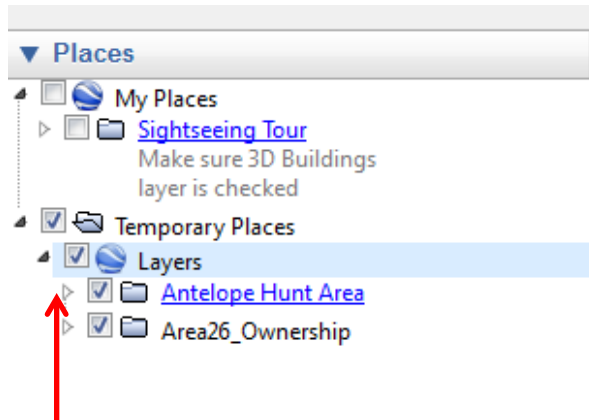 Places
My Places
Sightseeing Tour
Make sure 3D Buildings
layer is checked
Temporary Places
Layers
Antelope Hunt Area
Area26_Ownership